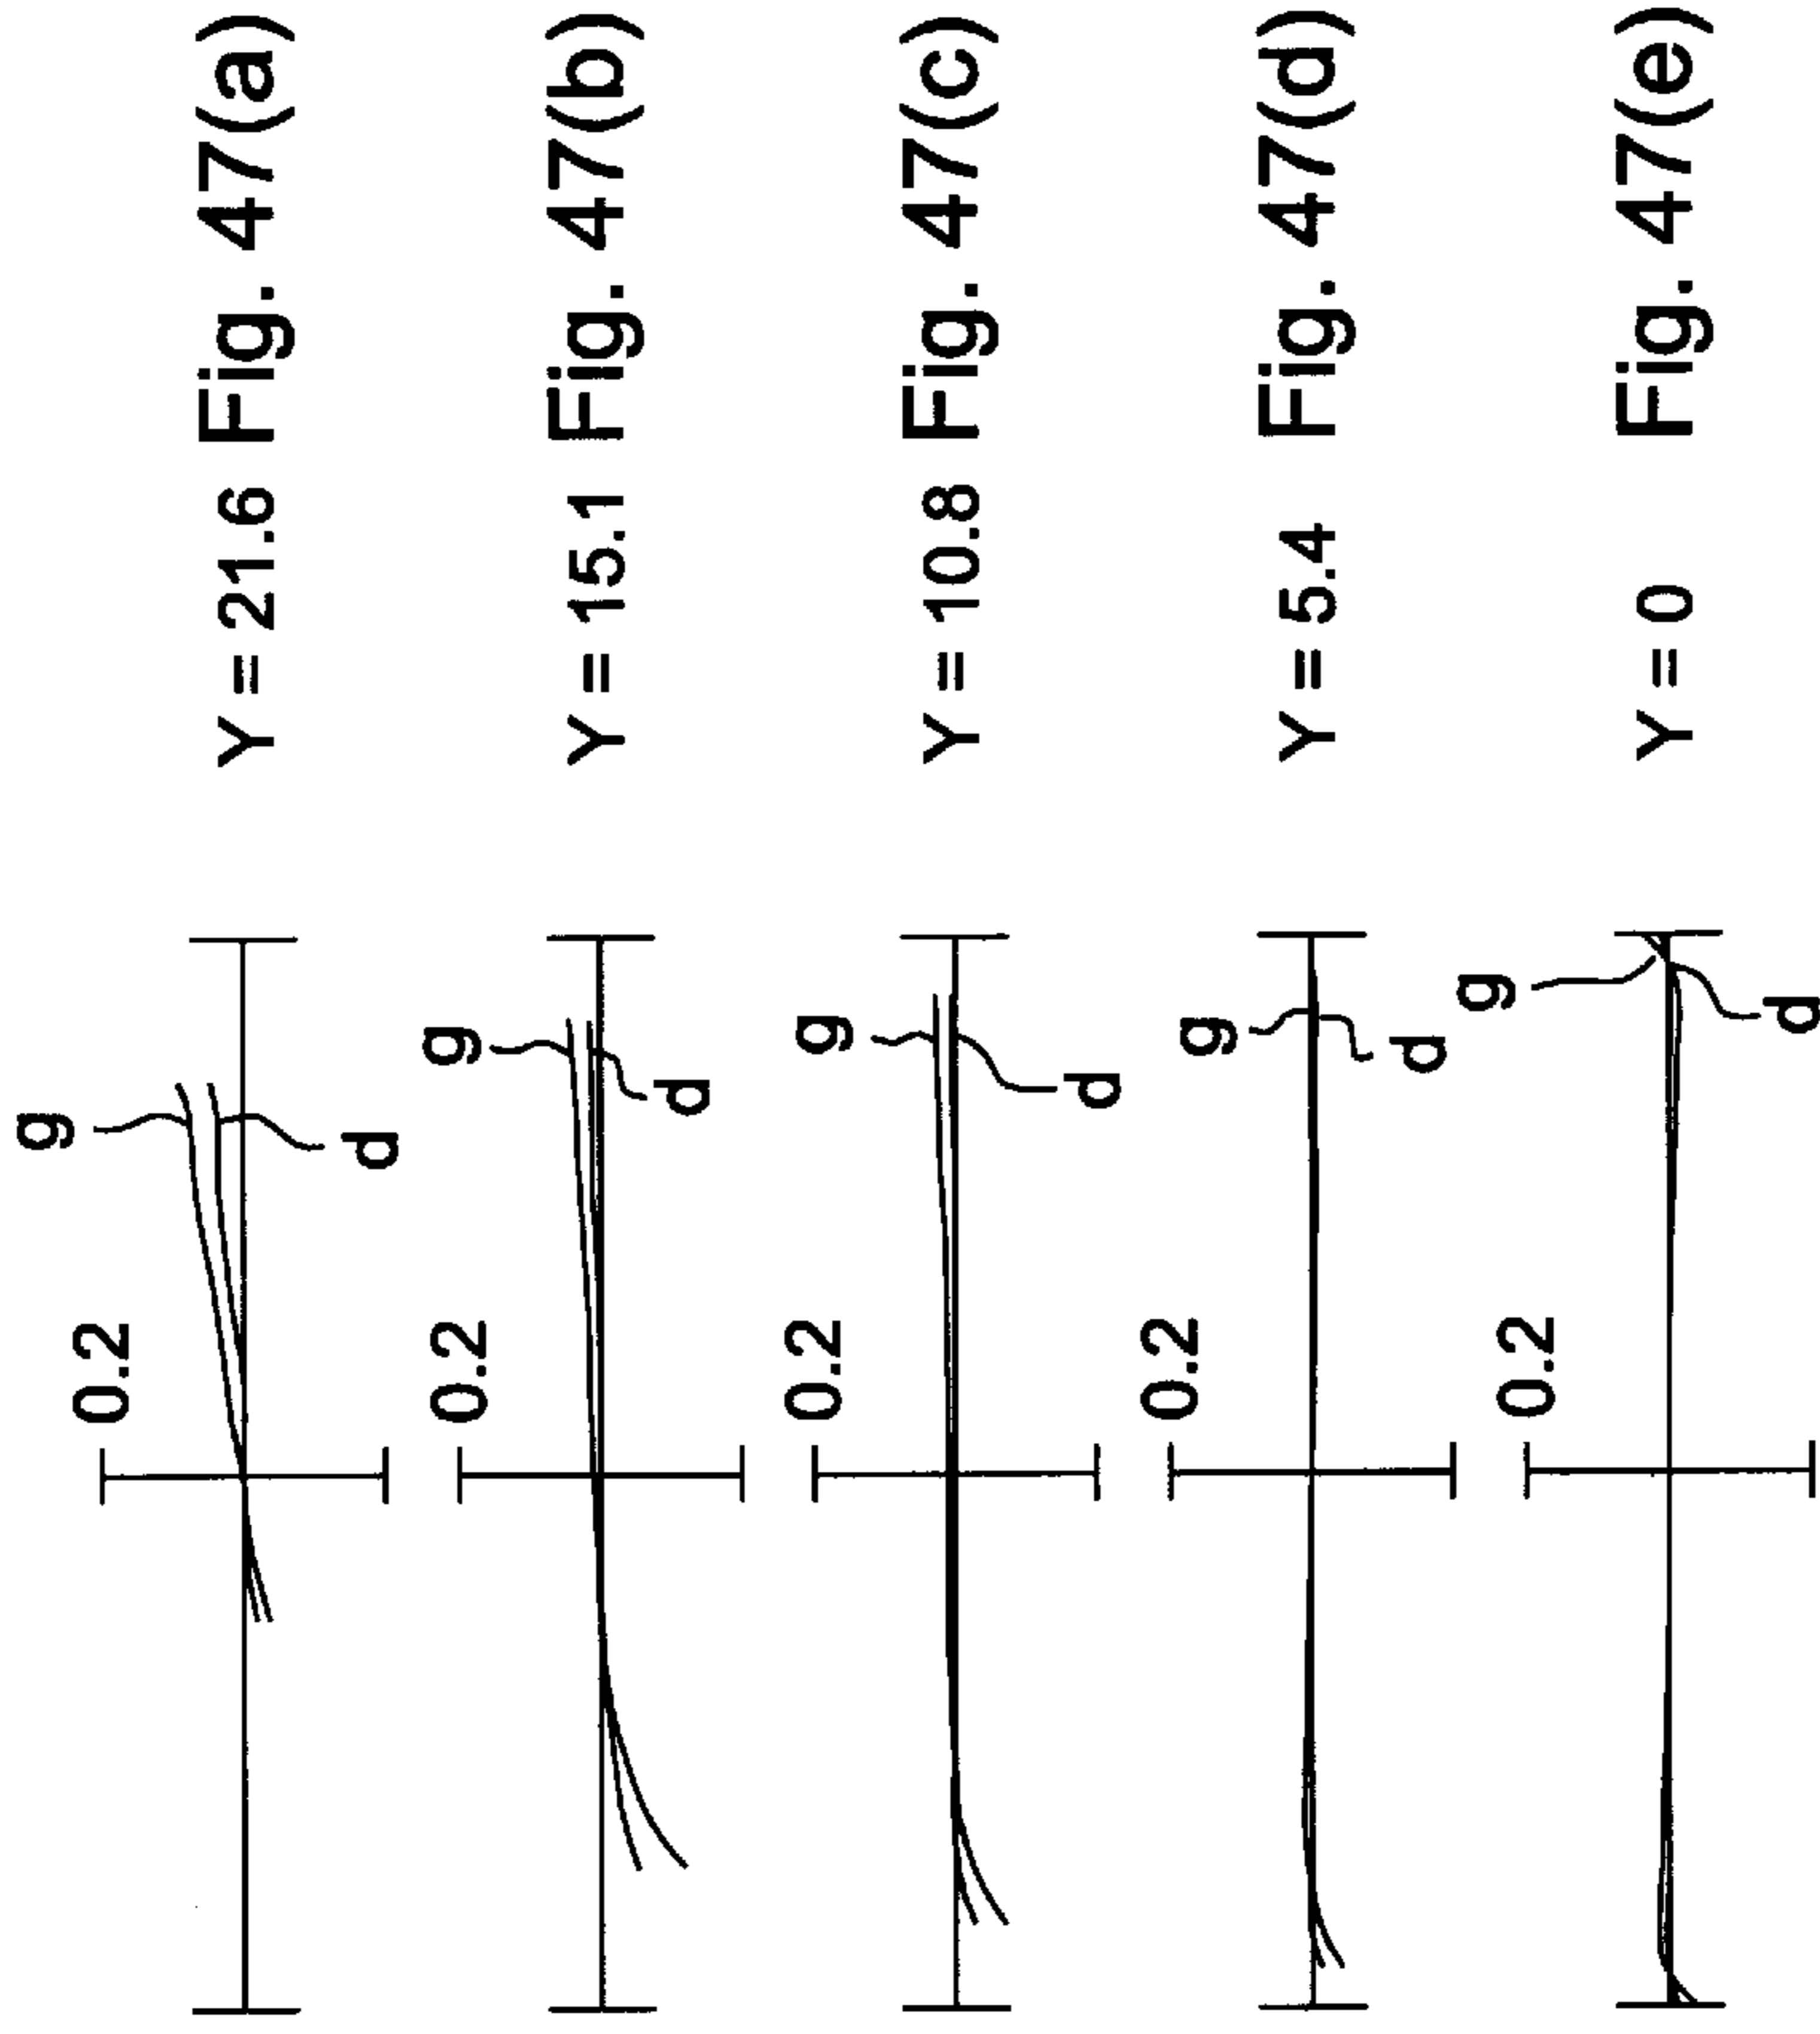 g
0.2
d
Y = 21.6 Fig. 47(a)
g
0.2
d
Y = 15.1 Fig. 47(b)
g
0.2
d
Y = 10.8 Fig. 47(c)
g
0.2
d
Y = 5.4 Fig. 47(d)
g
0.2
d
Y = 0 Fig. 47(e)